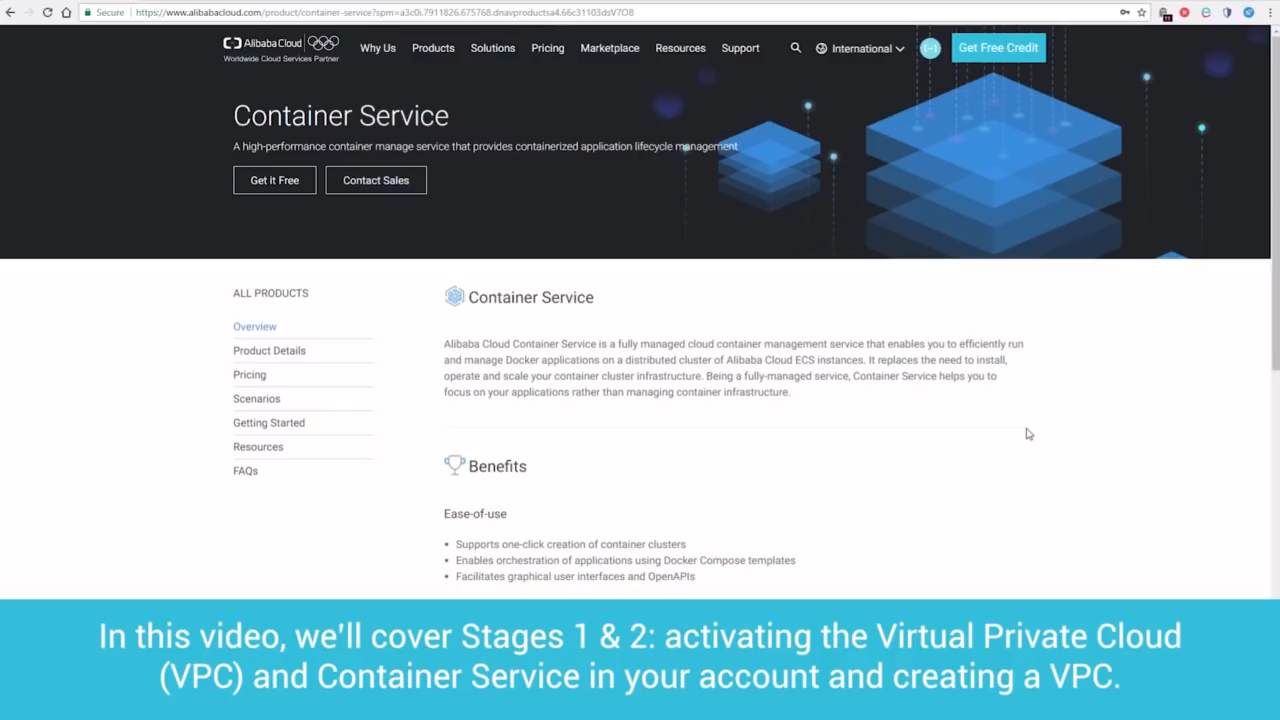 Secure
https://www.alibabacloud.com/product/container-service?spm=a3c0i.7911826.675768.dnavproductsa4.66c31103dsV7O8
Alibaba Cloud
Worldwide Cloud Services Partner
Why Us
Products
Solutions
Pricing
Marketplace
Resources
Support
International
Get Free Credit
Container Service
A high-performance container manage service that provides containerized application lifecycle management
Get it Free
Contact Sales
ALL PRODUCTS
Overview
Product Details
Pricing
Scenarios
Getting Started
Resources
FAQs
Container Service
Alibaba Cloud Container Service is a fully managed cloud container management service that enables you to efficiently run
and manage Docker applications on a distributed cluster of Alibaba Cloud ECS instances. It replaces the need to install,
operate and scale your container cluster infrastructure. Being a fully-managed service, Container Service helps you to
focus on your applications rather than managing container infrastructure.
Benefits
Ease-of-use
• Supports one-click creation of container clusters
• Enables orchestration of applications using Docker Compose templates
• Facilitates graphical user interfaces and OpenAPIs
In this video, we'll cover Stages 1 & 2: activating the Virtual Private Cloud
(VPC) and Container Service in your account and creating a VPC.